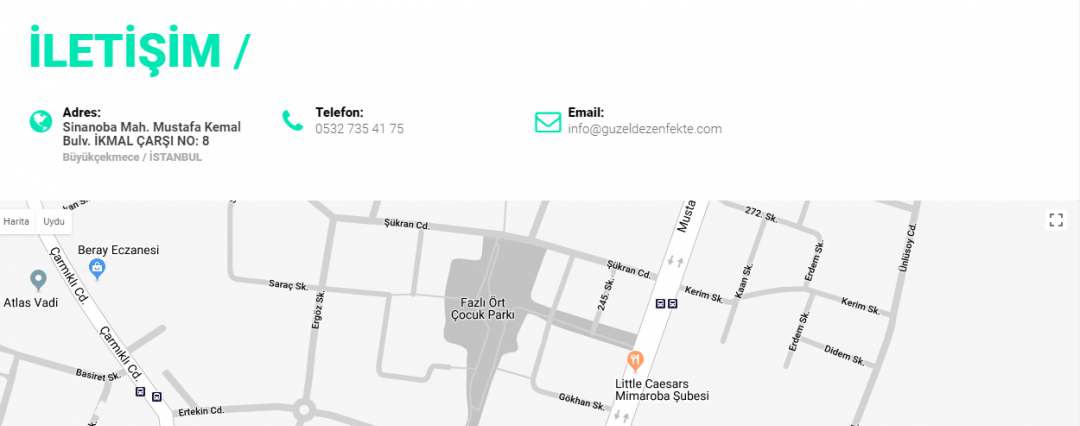 İLETİŞİM /
Adres:
Sinanoba Mah. Mustafa Kemal
Bulv. İKMAL ÇARŞI NO: 8
Büyükçekmece / İSTANBUL
Telefon:
0532 735 41 75
Email:
info@guzeldezenfekte.com
Harita
Uydu
kan Sk.
Şükran Cd.
Musta
272. Sk.
Ünlüsoy Cd.
Beray Eczanesi
Çarmıklı Cd.
Atlas Vadi
Saraç Sk.
Ergöz Sk.
Fazlı Ört
Çocuk Parkı
Şükran Cd.
245. Sk.
Kerim Sk.
Kaan Sk.
Erdem Sk.
Kerim Sk.
Erdem Sk.
Didem Sk.
Çarmıklı Cd.
Basiret Sk.
Ertekin Cd.
Little Caesars
Mimaroba Şubesi
Gökhan Sk.